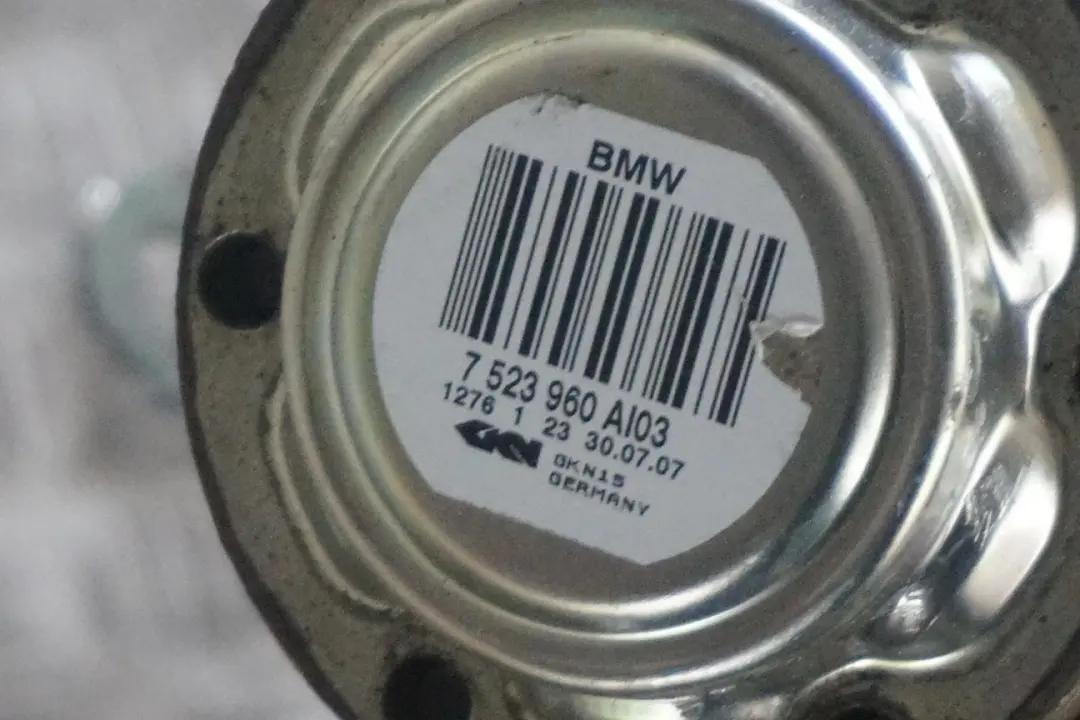 BMW
7 523 960 AI03
1276 1 23 30.07.07
GKN GKN15
GERMANY